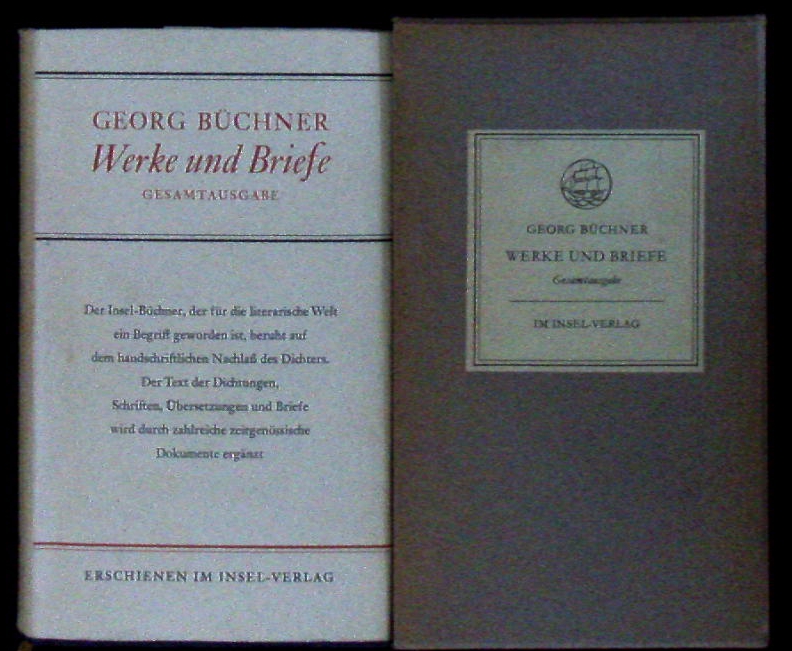 GEORG BÜCHNER
Werke und Briefe
GESAMTAUSGABE
Der Insel-Büchner, der für die literarische Welt
ein Begriff geworden ist, beruht auf
dem handschriftlichen Nachlaß des Dichters.
Der Text der Dichtungen,
Schriften, Übersetzungen und Briefe
wird durch zahlreiche zeitgenössische
Dokumente ergänzt
ERSCHIENEN IM INSEL-VERLAG
GEORG BÜCHNER
WERKE UND BRIEFE
Gesamtausgabe
IM INSEL-VERLAG